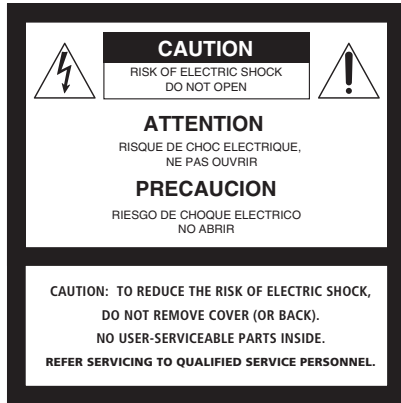 CAUTION
RISK OF ELECTRIC SHOCK
DO NOT OPEN
ATTENTION
RISQUE DE CHOC ELECTRIQUE,
NE PAS OUVRIR
PRECAUCION
RIESGO DE CHOQUE ELECTRICO
NO ABRIR
CAUTION: TO REDUCE THE RISK OF ELECTRIC SHOCK,
DO NOT REMOVE COVER (OR BACK).
NO USER-SERVICEABLE PARTS INSIDE.
REFER SERVICING TO QUALIFIED SERVICE PERSONNEL.